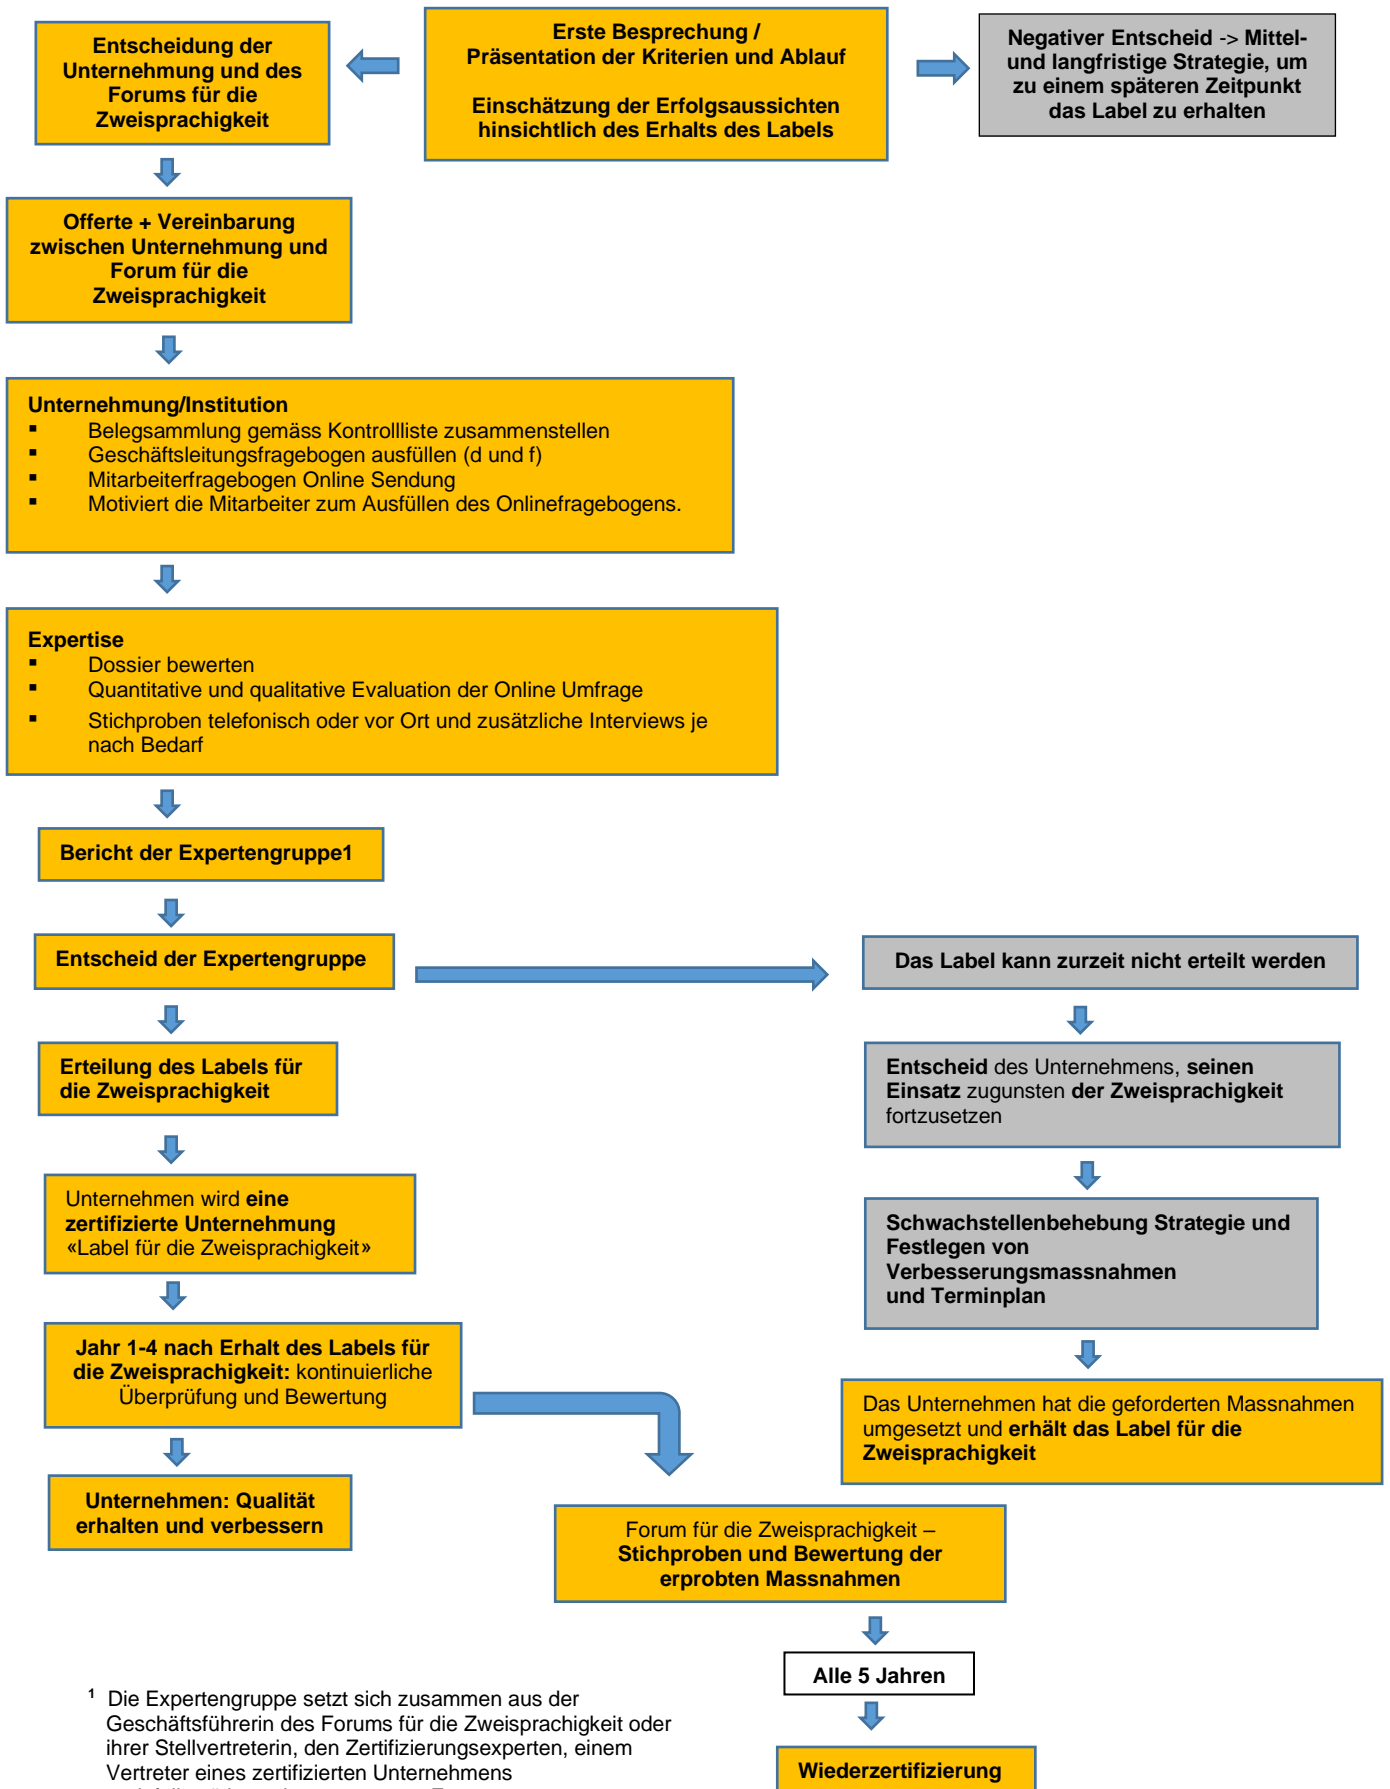 Erste Besprechung /
Präsentation der Kriterien und Ablauf
Einschätzung der Erfolgsaussichten
hinsichtlich des Erhalts des Labels
Entscheidung der
Unternehmung und des
Forums für die
Zweisprachigkeit
Negativer Entscheid -> Mittel-
und langfristige Strategie, um
zu einem späteren Zeitpunkt
das Label zu erhalten
Offerte + Vereinbarung
zwischen Unternehmung und
Forum für die
Zweisprachigkeit
Unternehmung/Institution
▪ Belegsammlung gemäss Kontrollliste zusammenstellen
▪ Geschäftsleitungsfragebogen ausfüllen (d und f)
▪ Mitarbeiterfragebogen Online Sendung
▪ Motiviert die Mitarbeiter zum Ausfüllen des Onlinefragebogens.
Expertise
▪ Dossier bewerten
▪ Quantitative und qualitative Evaluation der Online Umfrage
▪ Stichproben telefonisch oder vor Ort und zusätzliche Interviews je
nach Bedarf
Bericht der Expertengruppe1
Entscheid der Expertengruppe
Das Label kann zurzeit nicht erteilt werden
Erteilung des Labels für
die Zweisprachigkeit
Entscheid des Unternehmens, seinen
Einsatz zugunsten der Zweisprachigkeit
fortzusetzen
Unternehmen wird eine
zertifizierte Unternehmung
«Label für die Zweisprachigkeit»
Schwachstellenbehebung Strategie und
Festlegen von
Verbesserungsmassnahmen
und Terminplan
Jahr 1-4 nach Erhalt des Labels für
die Zweisprachigkeit: kontinuierliche
Überprüfung und Bewertung
Das Unternehmen hat die geforderten Massnahmen
umgesetzt und erhält das Label für die
Zweisprachigkeit
Unternehmen: Qualität
erhalten und verbessern
Forum für die Zweisprachigkeit –
Stichproben und Bewertung der
erprobten Massnahmen
Alle 5 Jahren
Wiederzertifizierung
1 Die Expertengruppe setzt sich zusammen aus der
Geschäftsführerin des Forums für die Zweisprachigkeit oder
ihrer Stellvertreterin, den Zertifizierungsexperten, einem
Vertreter eines zertifizierten Unternehmens